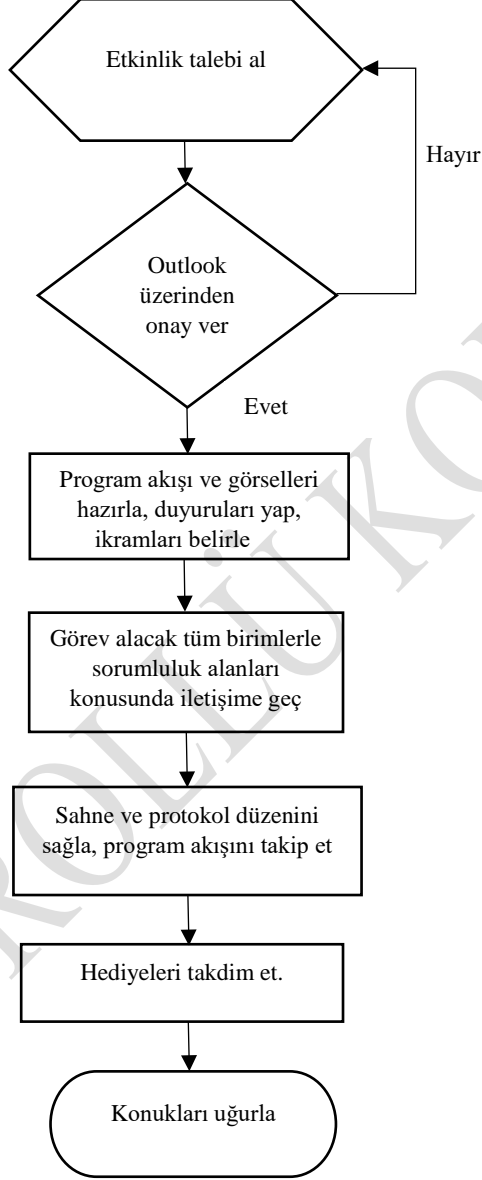 Etkinlik talebi al
Hayır
Outlook
üzerinden
onay ver
Evet
Program akışı ve görselleri
hazırla, duyuruları yap,
ikramları belirle
Görev alacak tüm birimlerle
sorumluluk alanları
konusunda iletişime geç
Sahne ve protokol düzenini
sağla, program akışını takip et
Hediyeleri takdim et.
Konukları uğurla
ROLLÜ KO